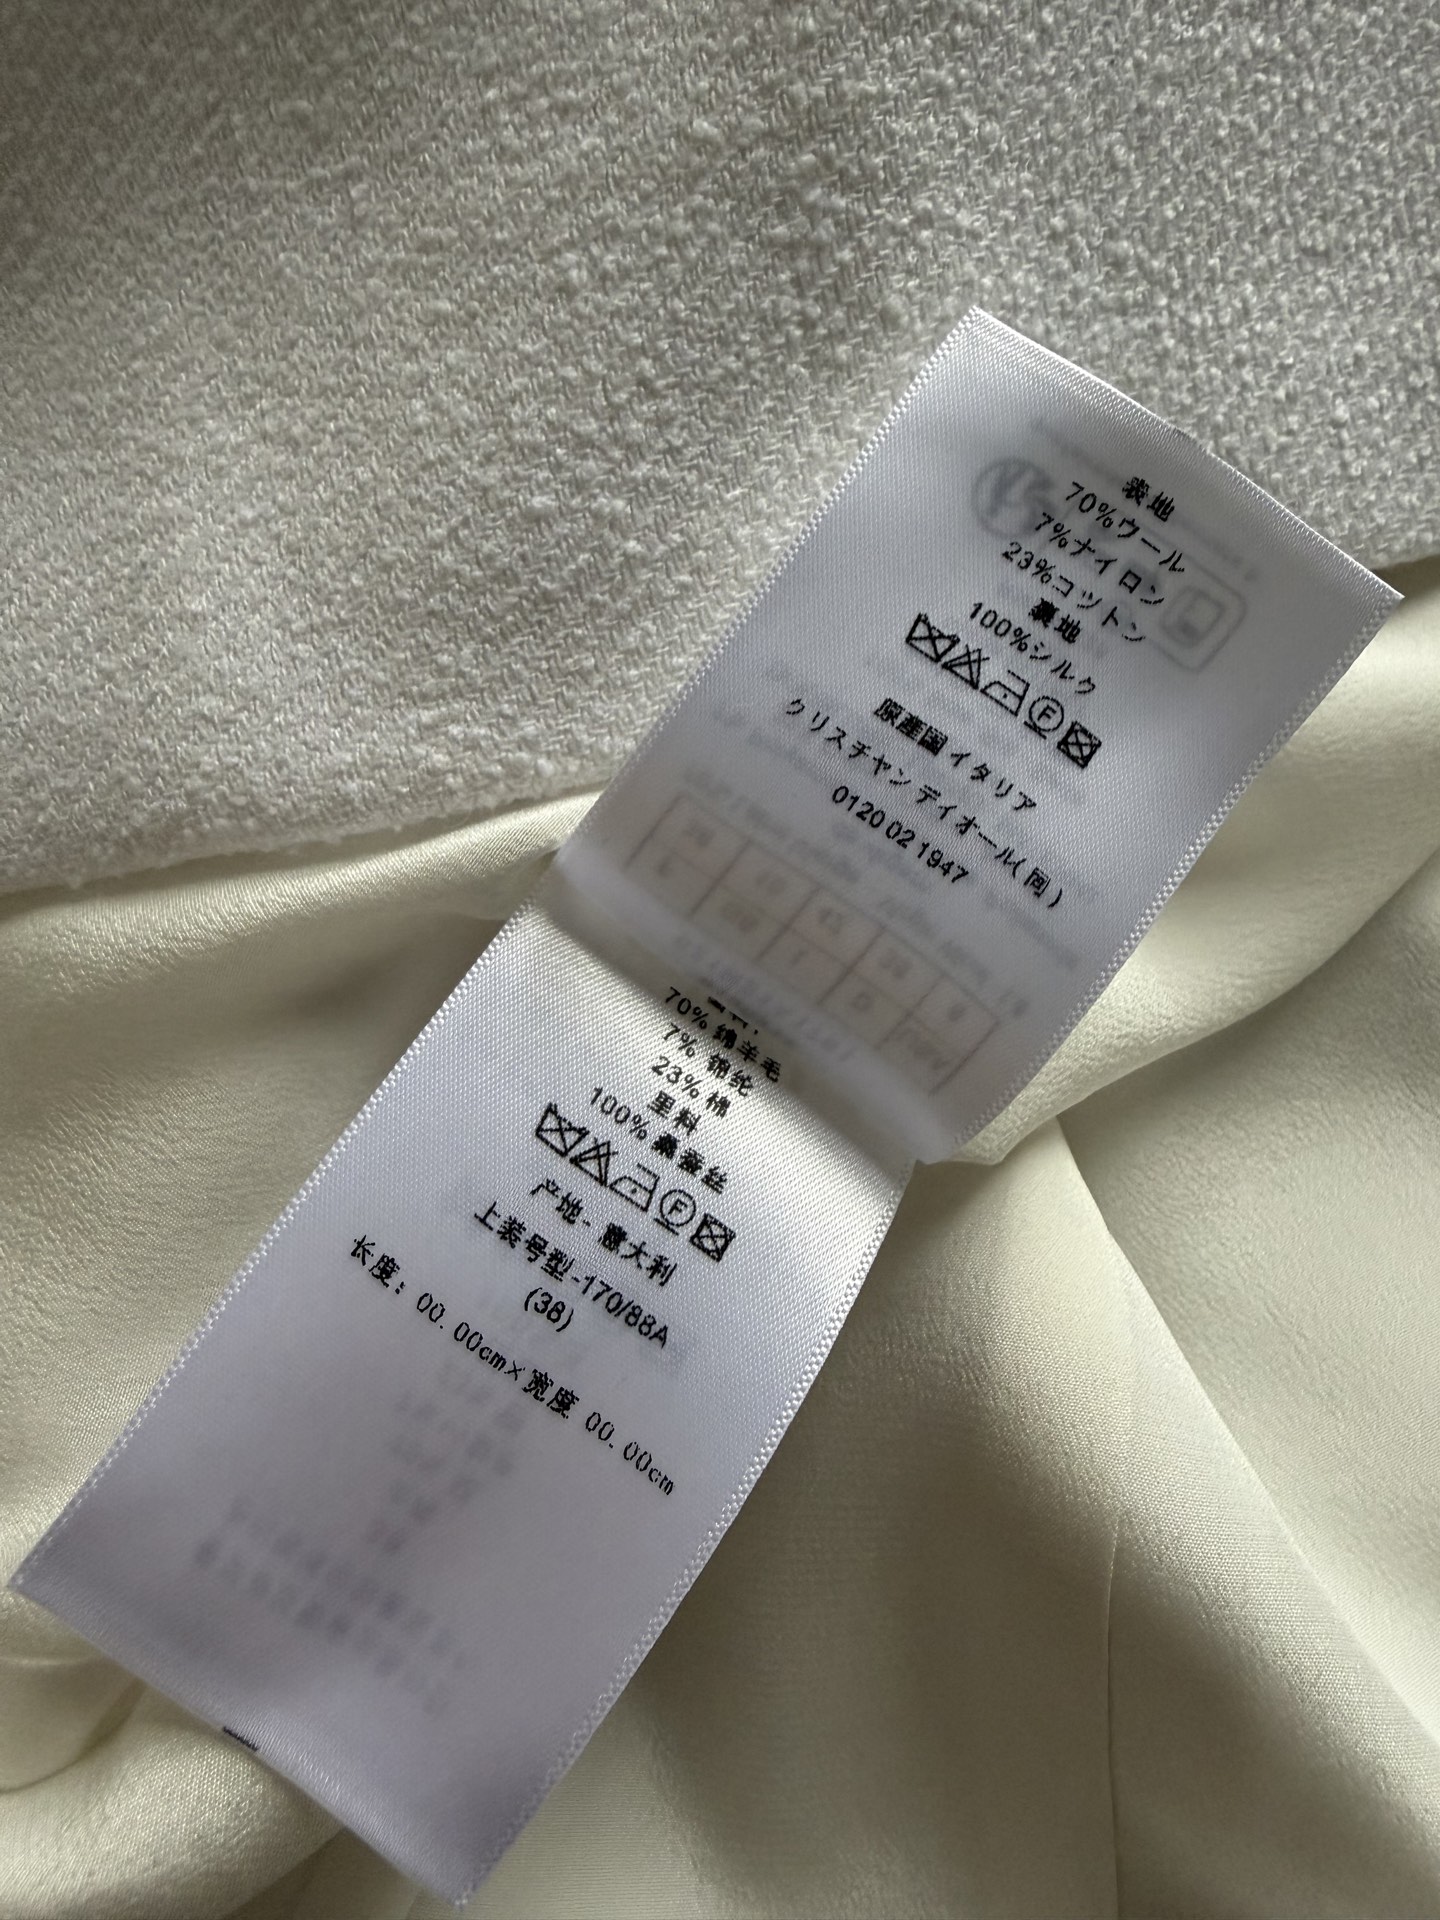 表地
70%ウール
7%ナイロン
23%コットン
裏地
100%シルク
F
原産国 イタリア
クリスチャン ディオール(同)
0120 02 1947
70% 绵羊毛
7% 锦纶
23% 棉
里料
100% 桑蚕丝
F
产地- 意大利
上装号型-170/88A
(38)
长度: 00.00cm×宽度 00.00cm